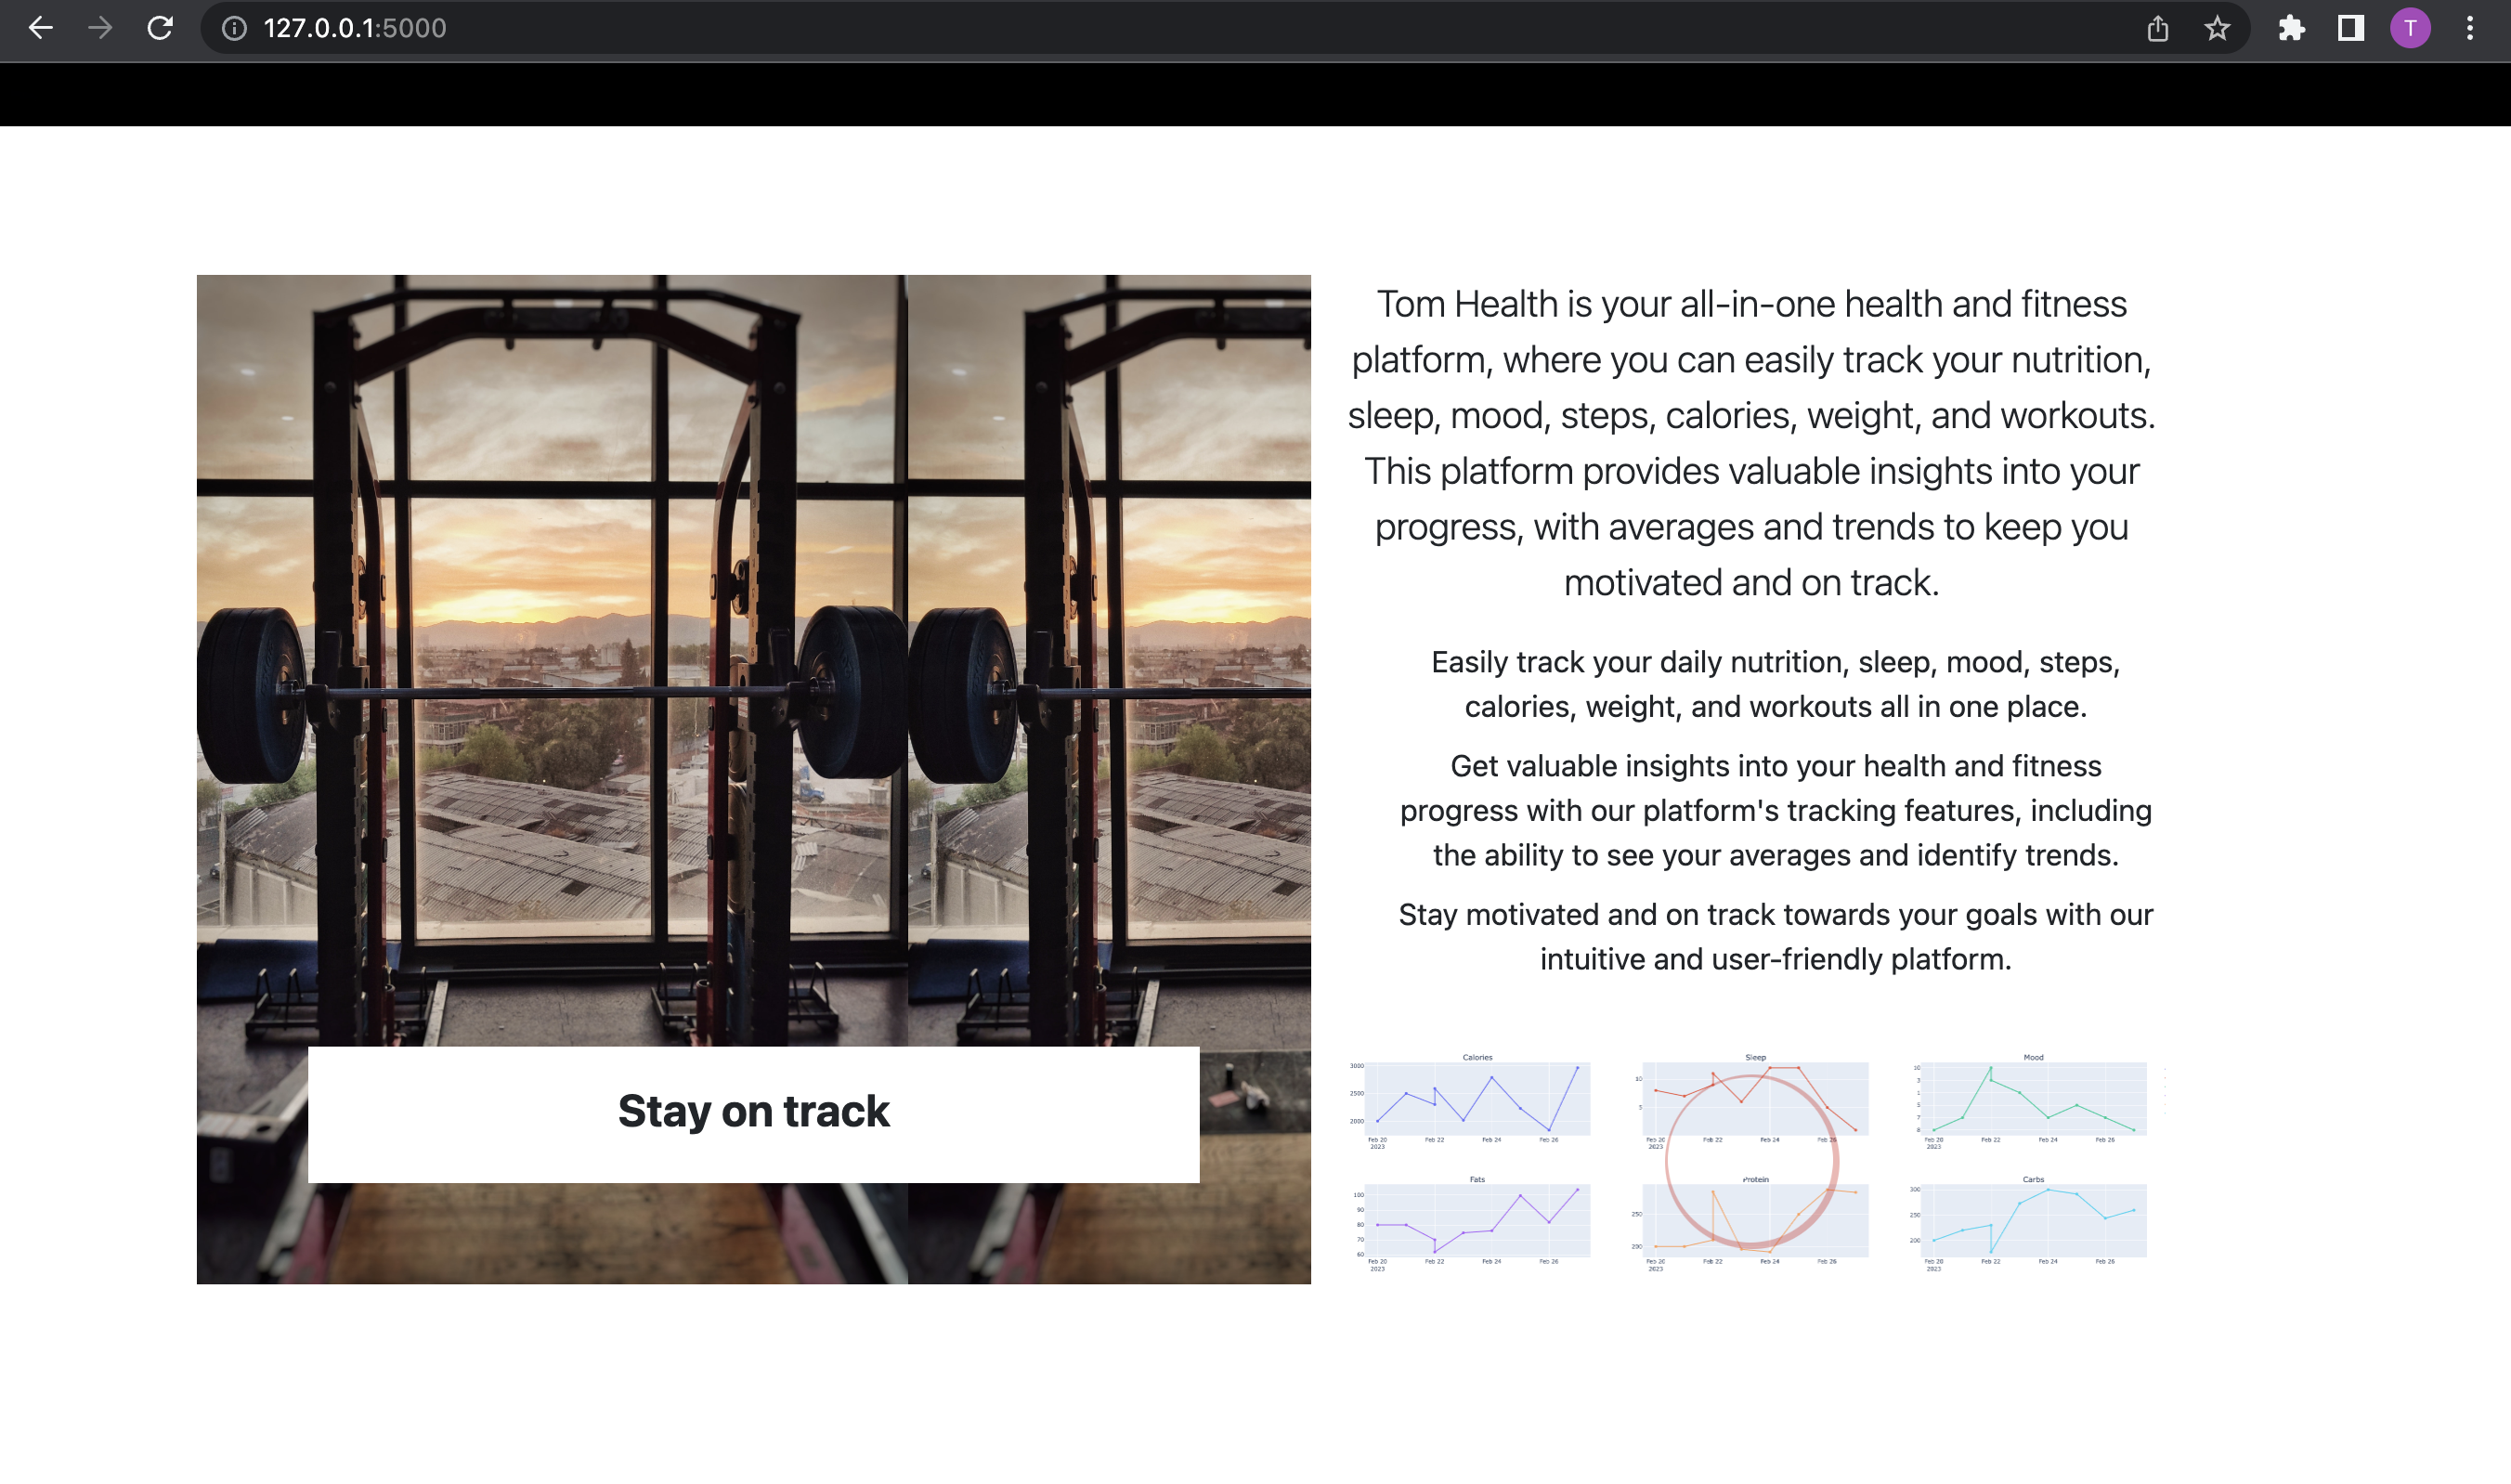 127.0.0.1:5000
T
Tom Health is your all-in-one health and fitness
platform, where you can easily track your nutrition,
sleep, mood, steps, calories, weight, and workouts.
This platform provides valuable insights into your
progress, with averages and trends to keep you
motivated and on track.
Easily track your daily nutrition, sleep, mood, steps,
calories, weight, and workouts all in one place.
Get valuable insights into your health and fitness
progress with our platform's tracking features, including
the ability to see your averages and identify trends.
Stay motivated and on track towards your goals with our
intuitive and user-friendly platform.
Stay on track
Calories
3000
2500
2000
Feb 20 Feb 22 Feb 24 Feb 26
2023
Sleep
10
5
Feb 20 Feb 22 Feb 24 Feb 26
2023
Mood
10
3
1
5
7
8
Feb 20 Feb 22 Feb 24 Feb 26
2023
Fats
100
90
80
70
60
Feb 20 Feb 22 Feb 24 Feb 26
2023
Protein
250
200
Feb 20 Feb 22 Feb 24 Feb 26
2023
Carbs
300
250
200
Feb 20 Feb 22 Feb 24 Feb 26
2023